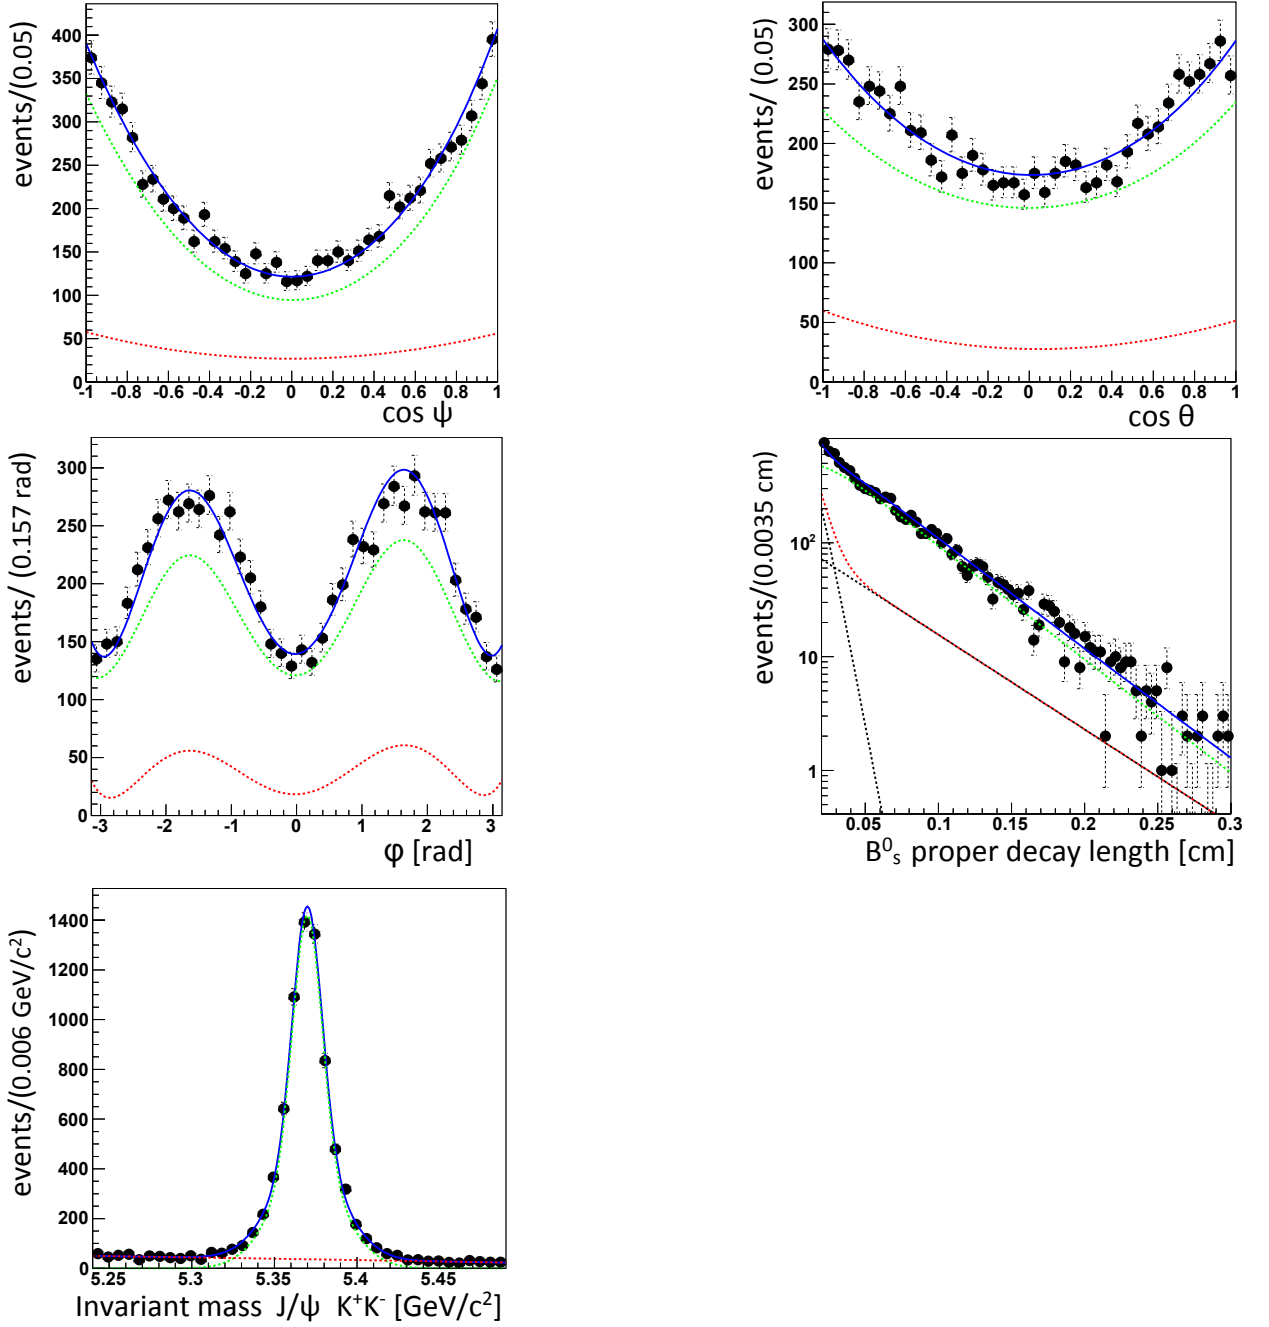 events/(0.05)
400
350
300
250
200
150
100
50
0
-1 -0.8 -0.6 -0.4 -0.2 0 0.2 0.4 0.6 0.8 1
cos ψ
events/ (0.05)
300
250
200
150
100
50
0
-1 -0.8 -0.6 -0.4 -0.2 0 0.2 0.4 0.6 0.8 1
cos θ
events/ (0.157 rad)
300
250
200
150
100
50
0
-3 -2 -1 0 1 2 3
φ [rad]
events/(0.0035 cm)
10²
10
1
0.05 0.1 0.15 0.2 0.25 0.3
B⁰ₛ proper decay length [cm]
events/(0.006 GeV/c²)
1400
1200
1000
800
600
400
200
0
5.25 5.3 5.35 5.4 5.45
Invariant mass J/ψ K⁺K⁻ [GeV/c²]